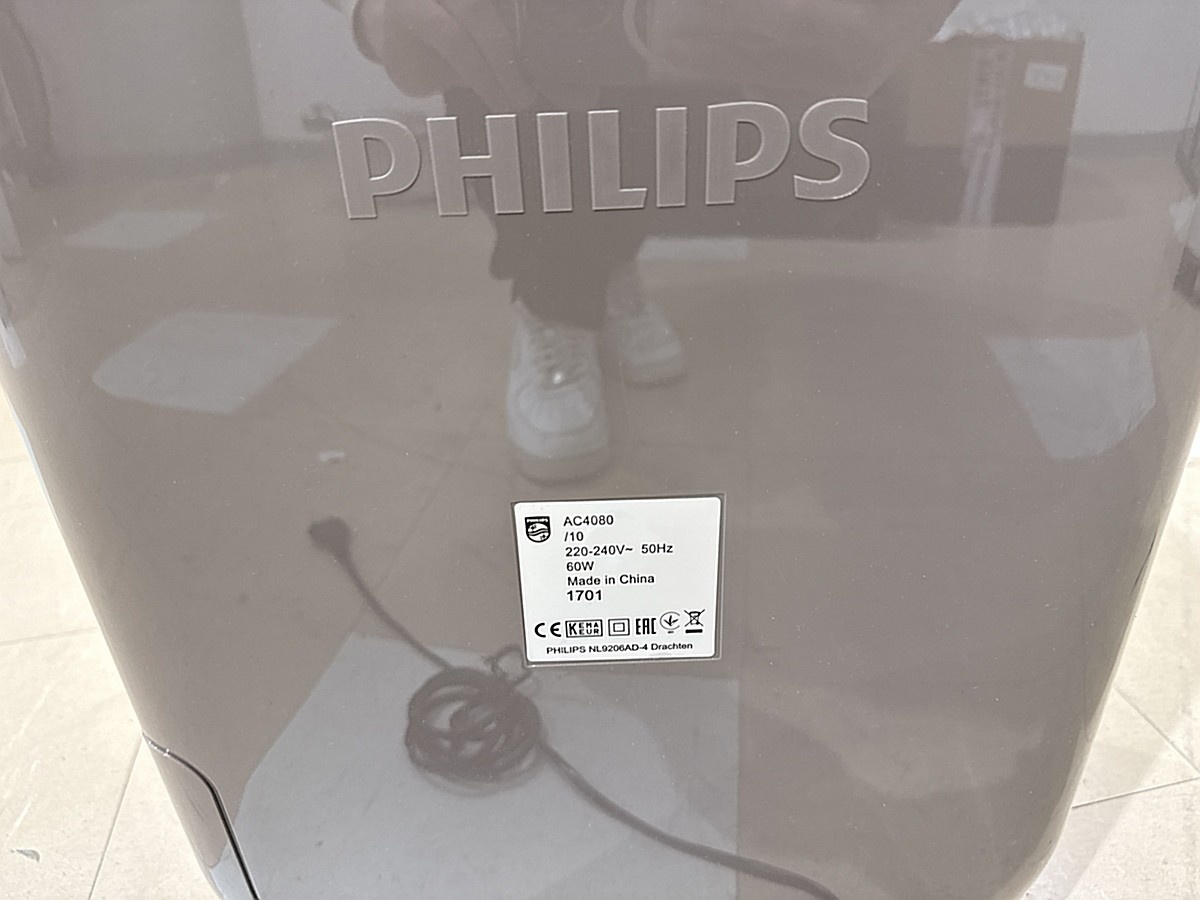 PHILIPS
AC4080
/10
220-240V~ 50Hz
60W
Made in China
1701
CE KEMA KEUR EAC
PHILIPS NL9206AD-4 Drachten